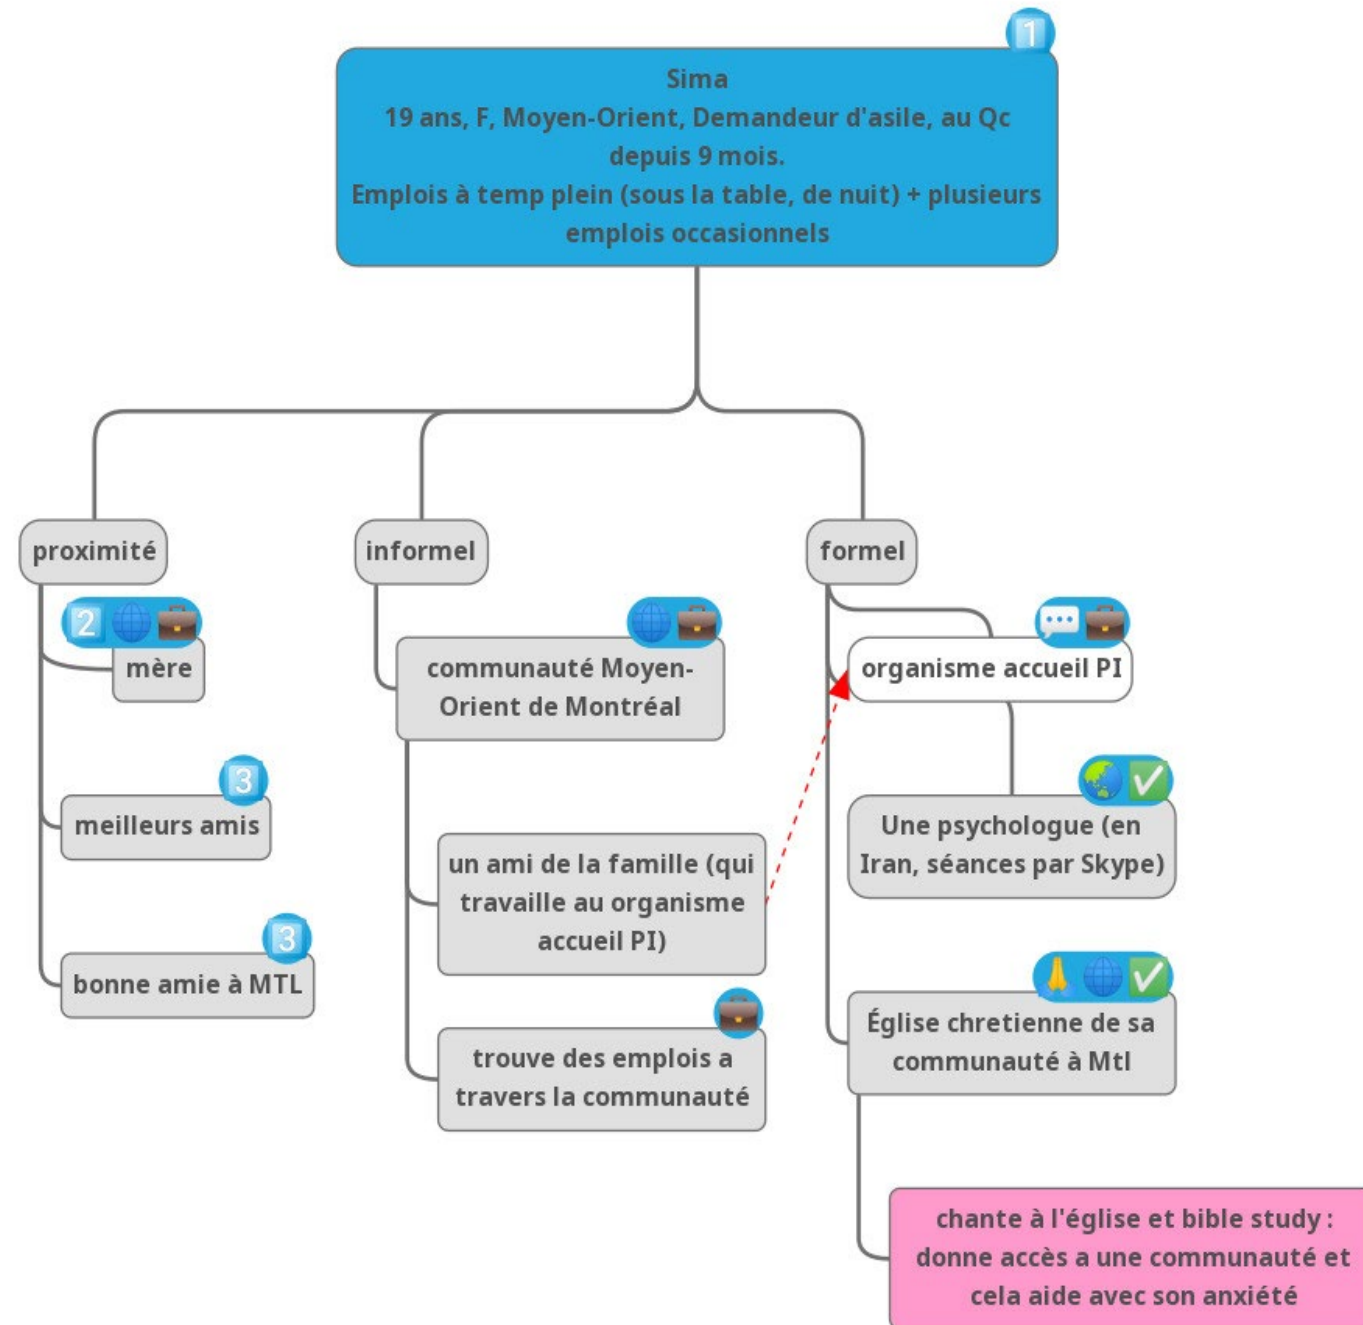 1
Sima
19 ans, F, Moyen-Orient, Demandeur d'asile, au Qc
depuis 9 mois.
Emplois à temp plein (sous la table, de nuit) + plusieurs
emplois occasionnels
proximité
2
mère
3
meilleurs amis
3
bonne amie à MTL
informel
communauté Moyen-
Orient de Montréal
un ami de la famille (qui
travaille au organisme
accueil PI)
trouve des emplois a
travers la communauté
formel
organisme accueil PI
Une psychologue (en
Iran, séances par Skype)
Église chretienne de sa
communauté à Mtl
chante à l'église et bible study :
donne accès a une communauté et
cela aide avec son anxiété